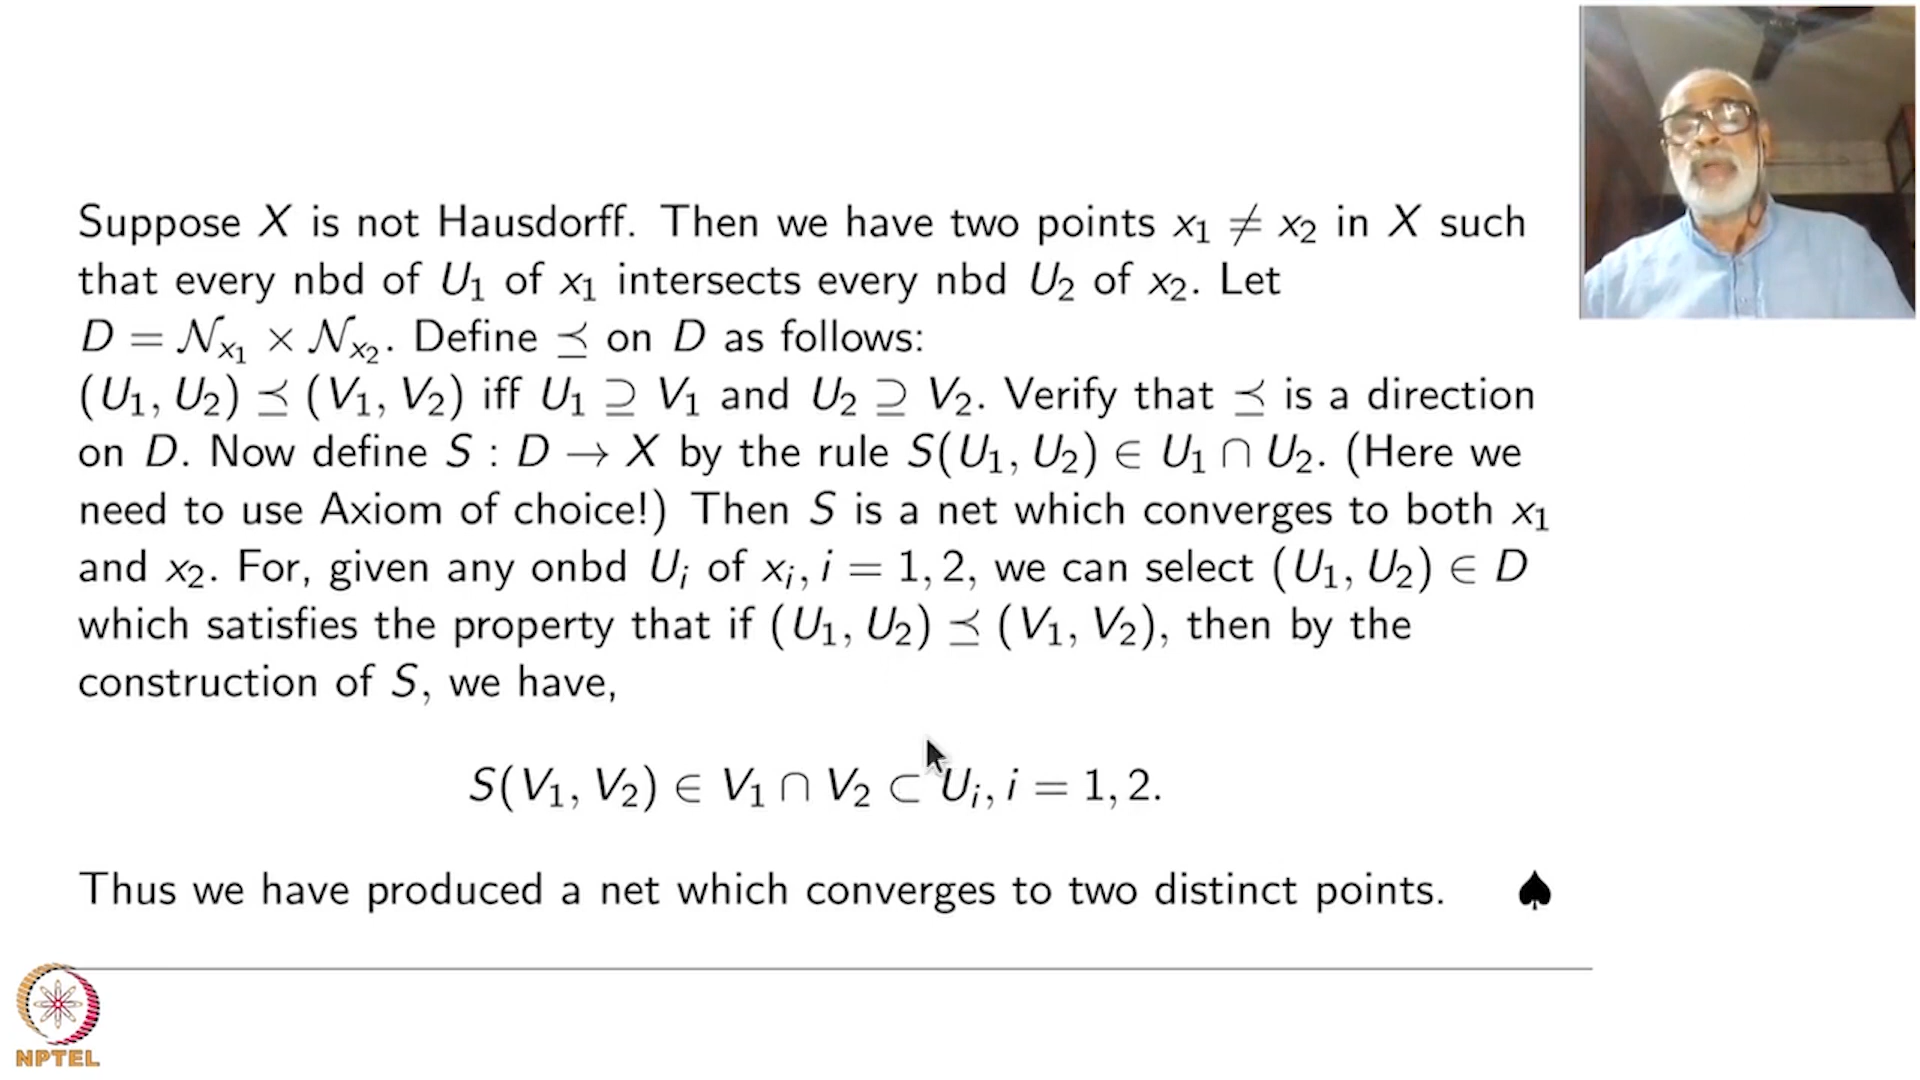 Suppose X is not Hausdorff. Then we have two points x₁ ≠ x₂ in X such
that every nbd of U₁ of x₁ intersects every nbd U₂ of x₂. Let
D = 𝒩ₓ₁ × 𝒩ₓ₂. Define ⪯ on D as follows:
(U₁, U₂) ⪯ (V₁, V₂) iff U₁ ⊇ V₁ and U₂ ⊇ V₂. Verify that ⪯ is a direction
on D. Now define S : D → X by the rule S(U₁, U₂) ∈ U₁ ∩ U₂. (Here we
need to use Axiom of choice!) Then S is a net which converges to both x₁
and x₂. For, given any onbd Uᵢ of xᵢ, i = 1, 2, we can select (U₁, U₂) ∈ D
which satisfies the property that if (U₁, U₂) ⪯ (V₁, V₂), then by the
construction of S, we have,
S(V₁, V₂) ∈ V₁ ∩ V₂ ⊂ Uᵢ, i = 1, 2.
Thus we have produced a net which converges to two distinct points. ♠
NPTEL